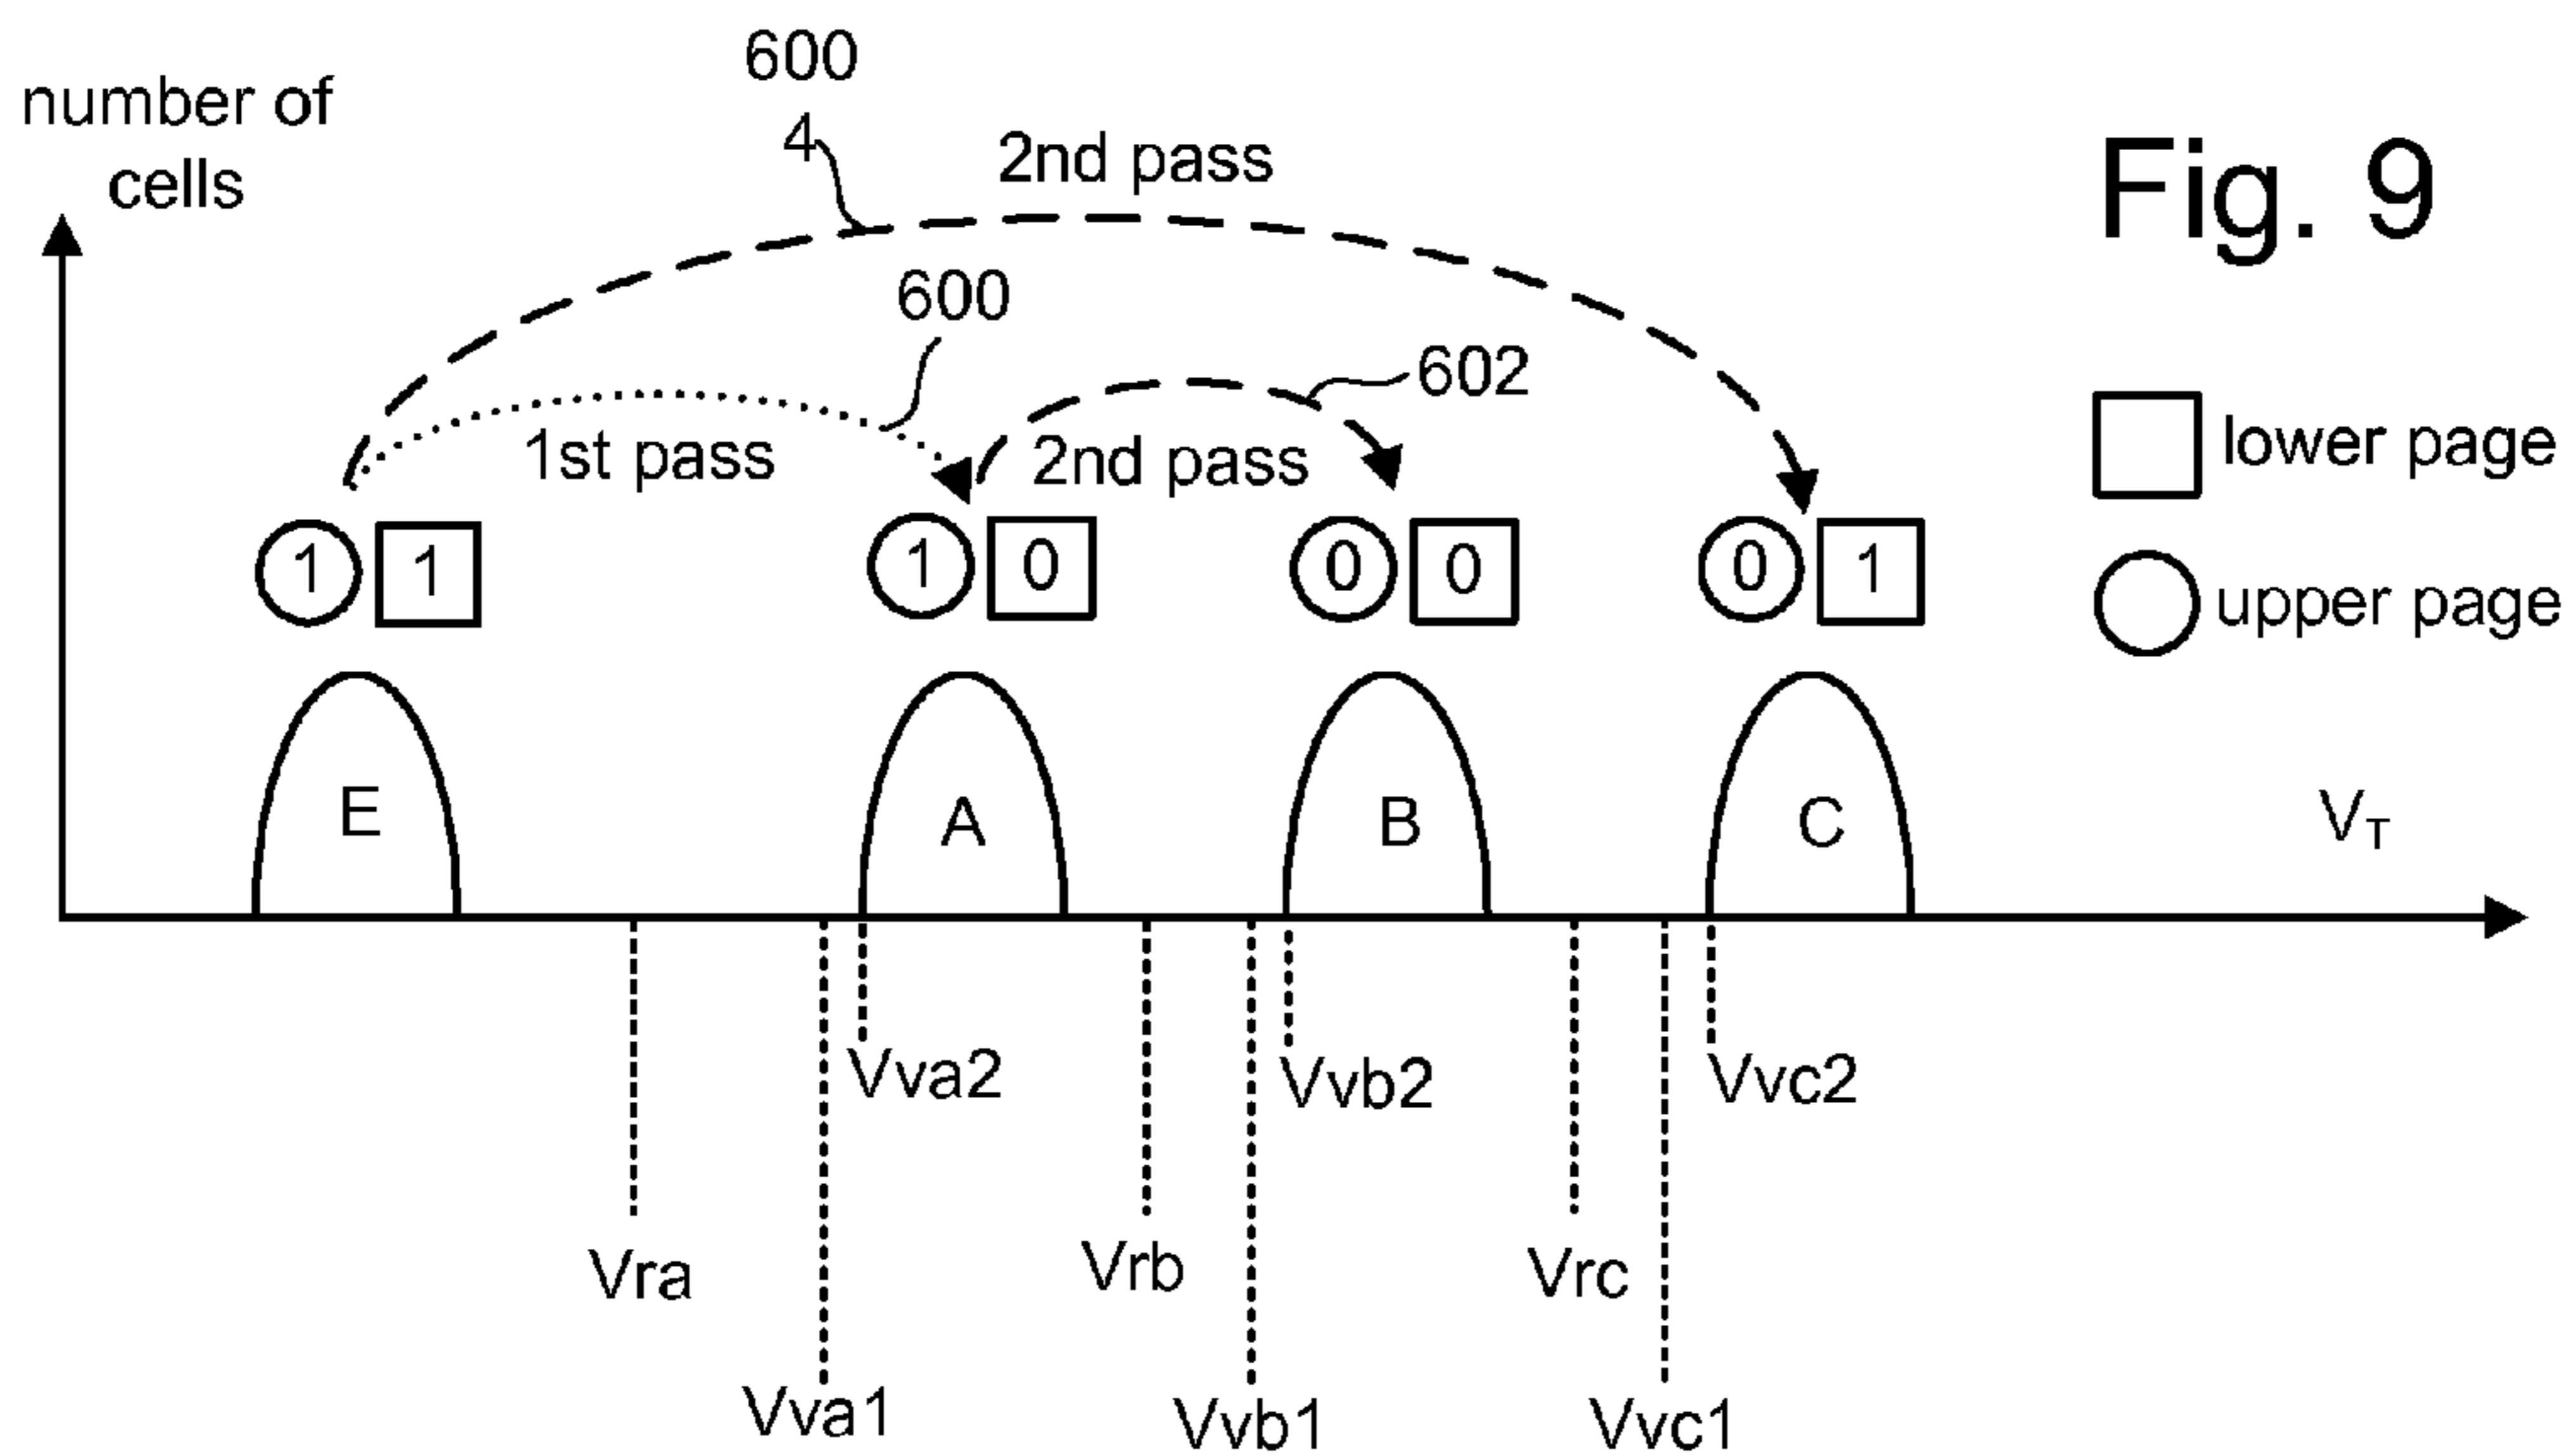 600
4
number of
cells
2nd pass
Fig. 9
600
602
1st pass
2nd pass
lower page
upper page
1 1
1 0
0 0
0 1
E
A
B
C
VT
Vva2
Vvb2
Vvc2
Vra
Vrb
Vrc
Vva1
Vvb1
Vvc1